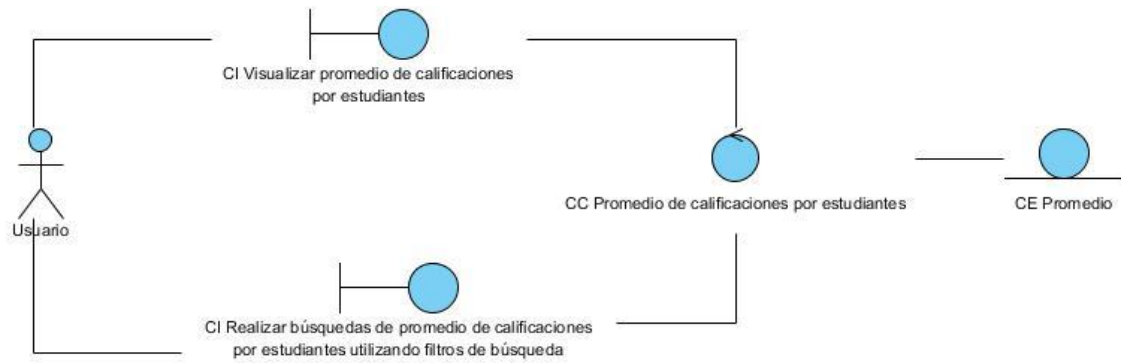 CI Visualizar promedio de calificaciones
por estudiantes
Usuario
CC Promedio de calificaciones por estudiantes
CE Promedio
CI Realizar búsquedas de promedio de calificaciones
por estudiantes utilizando filtros de búsqueda